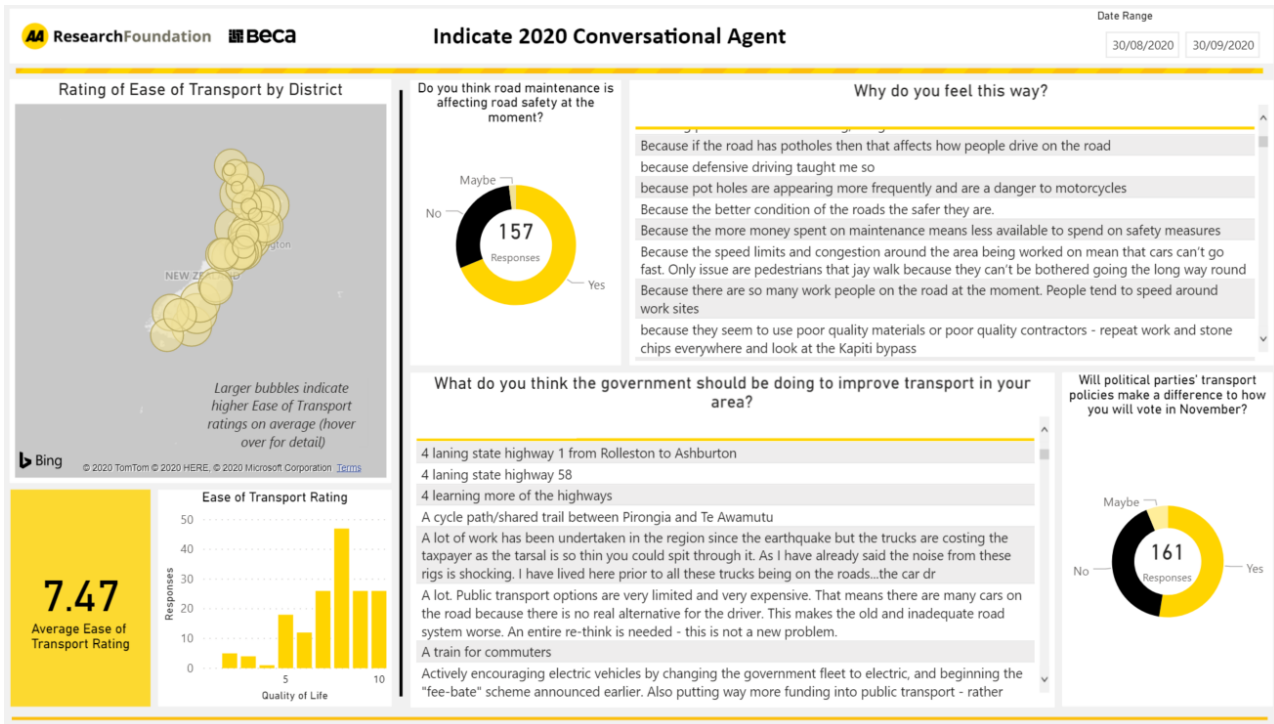 AA ResearchFoundation Beca
Indicate 2020 Conversational Agent
Date Range
30/08/2020 30/09/2020
Rating of Ease of Transport by District
NEW
Larger bubbles indicate
higher Ease of Transport
ratings on average (hover
over for detail)
Bing
© 2020 TomTom © 2020 HERE, © 2020 Microsoft Corporation Terms
7.47
Average Ease of
Transport Rating
Ease of Transport Rating
Responses
50
40
30
20
10
0
5 10
Quality of Life
Do you think road maintenance is
affecting road safety at the
moment?
Maybe
No
157
Responses
Yes
Why do you feel this way?
Because if the road has potholes then that affects how people drive on the road
because defensive driving taught me so
because pot holes are appearing more frequently and are a danger to motorcycles
Because the better condition of the roads the safer they are.
Because the more money spent on maintenance means less available to spend on safety measures
Because the speed limits and congestion around the area being worked on mean that cars can't go
fast. Only issue are pedestrians that jay walk because they can't be bothered going the long way round
Because there are so many work people on the road at the moment. People tend to speed around
work sites
because they seem to use poor quality materials or poor quality contractors - repeat work and stone
chips everywhere and look at the Kapiti bypass
What do you think the government should be doing to improve transport in your
area?
4 laning state highway 1 from Rolleston to Ashburton
4 laning state highway 58
4 learning more of the highways
A cycle path/shared trail between Pirongia and Te Awamutu
A lot of work has been undertaken in the region since the earthquake but the trucks are costing the
taxpayer as the tarsal is so thin you could spit through it. As I have already said the noise from these
rigs is shocking. I have lived here prior to all these trucks being on the roads...the car dr
A lot. Public transport options are very limited and very expensive. That means there are many cars on
the road because there is no real alternative for the driver. This makes the old and inadequate road
system worse. An entire re-think is needed - this is not a new problem.
A train for commuters
Actively encouraging electric vehicles by changing the government fleet to electric, and beginning the
"fee-bate" scheme announced earlier. Also putting way more funding into public transport - rather
Will political parties' transport
policies make a difference to how
you will vote in November?
Maybe
No
161
Responses
Yes